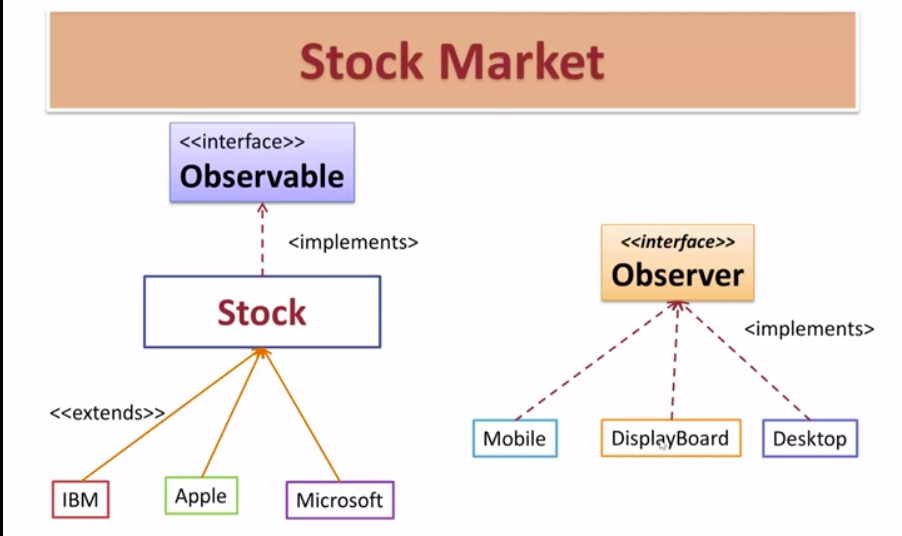 Stock Market
<<interface>>
Observable
<implements>
Stock
<<extends>>
IBM
Apple
Microsoft
<<interface>>
Observer
<implements>
Mobile
DisplayBoard
Desktop